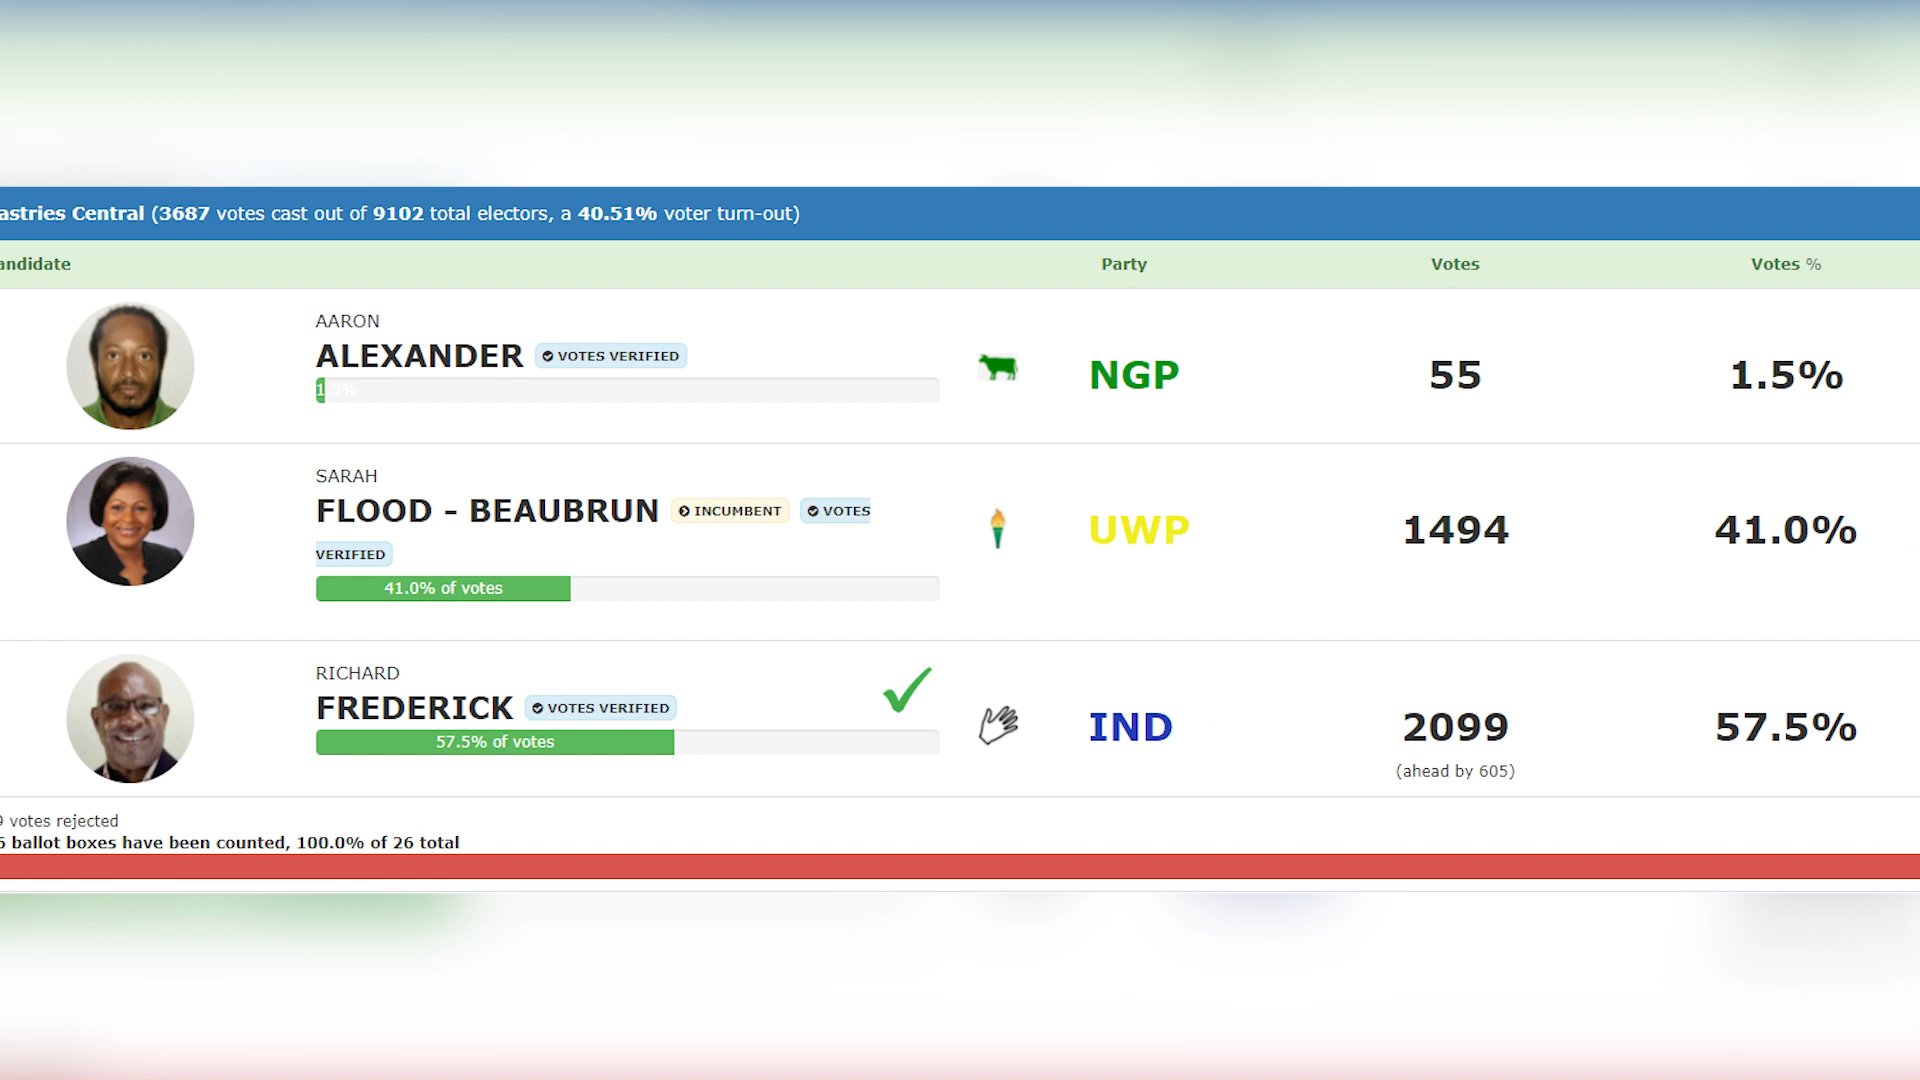 astries Central (3687 votes cast out of 9102 total electors, a 40.51% voter turn-out)
andidate Party Votes Votes %
AARON
ALEXANDER VOTES VERIFIED
1.5%
NGP 55 1.5%
SARAH
FLOOD - BEAUBRUN INCUMBENT VOTES
VERIFIED
41.0% of votes
UWP 1494 41.0%
RICHARD
FREDERICK VOTES VERIFIED
57.5% of votes
IND 2099 57.5%
(ahead by 605)
votes rejected
6 ballot boxes have been counted, 100.0% of 26 total